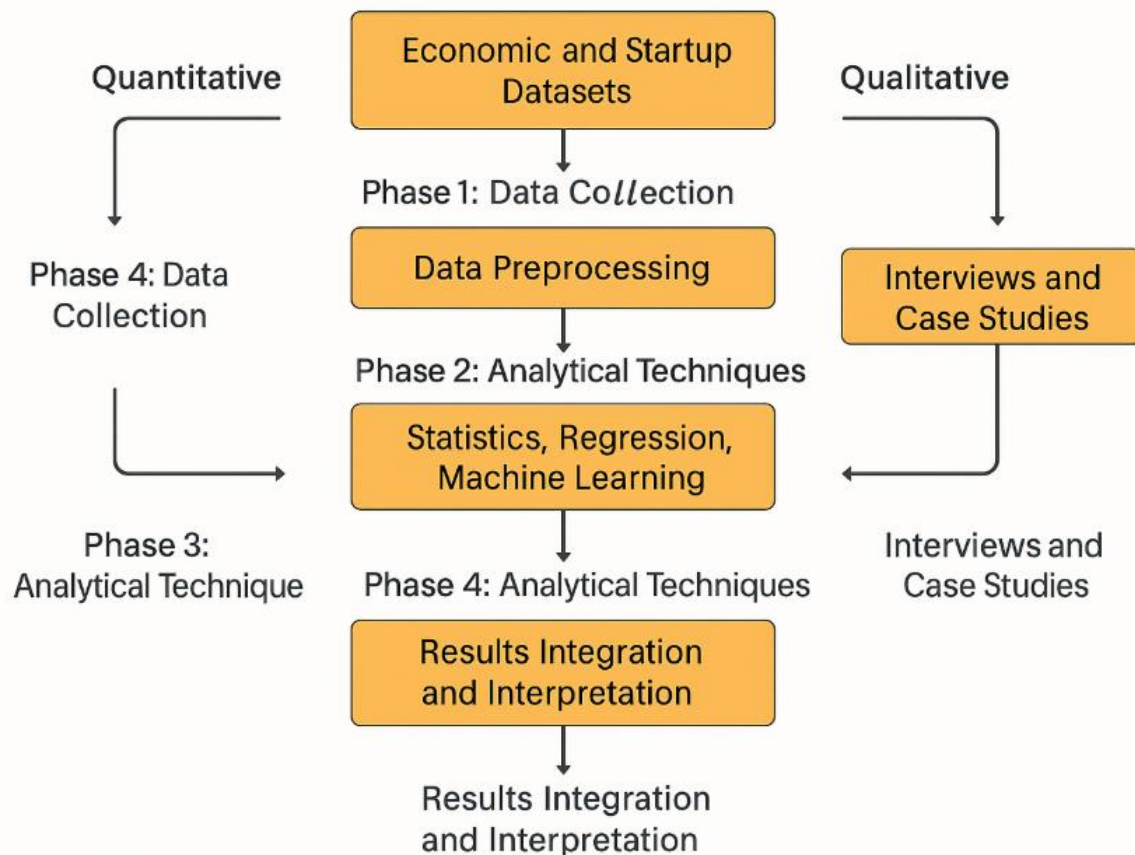 Economic and Startup
Datasets
Quantitative
Qualitative
Phase 1: Data Collection
Data Preprocessing
Phase 4: Data
Collection
Interviews and
Case Studies
Phase 2: Analytical Techniques
Statistics, Regression,
Machine Learning
Phase 3:
Analytical Technique
Interviews and
Case Studies
Phase 4: Analytical Techniques
Results Integration
and Interpretation
Results Integration
and Interpretation